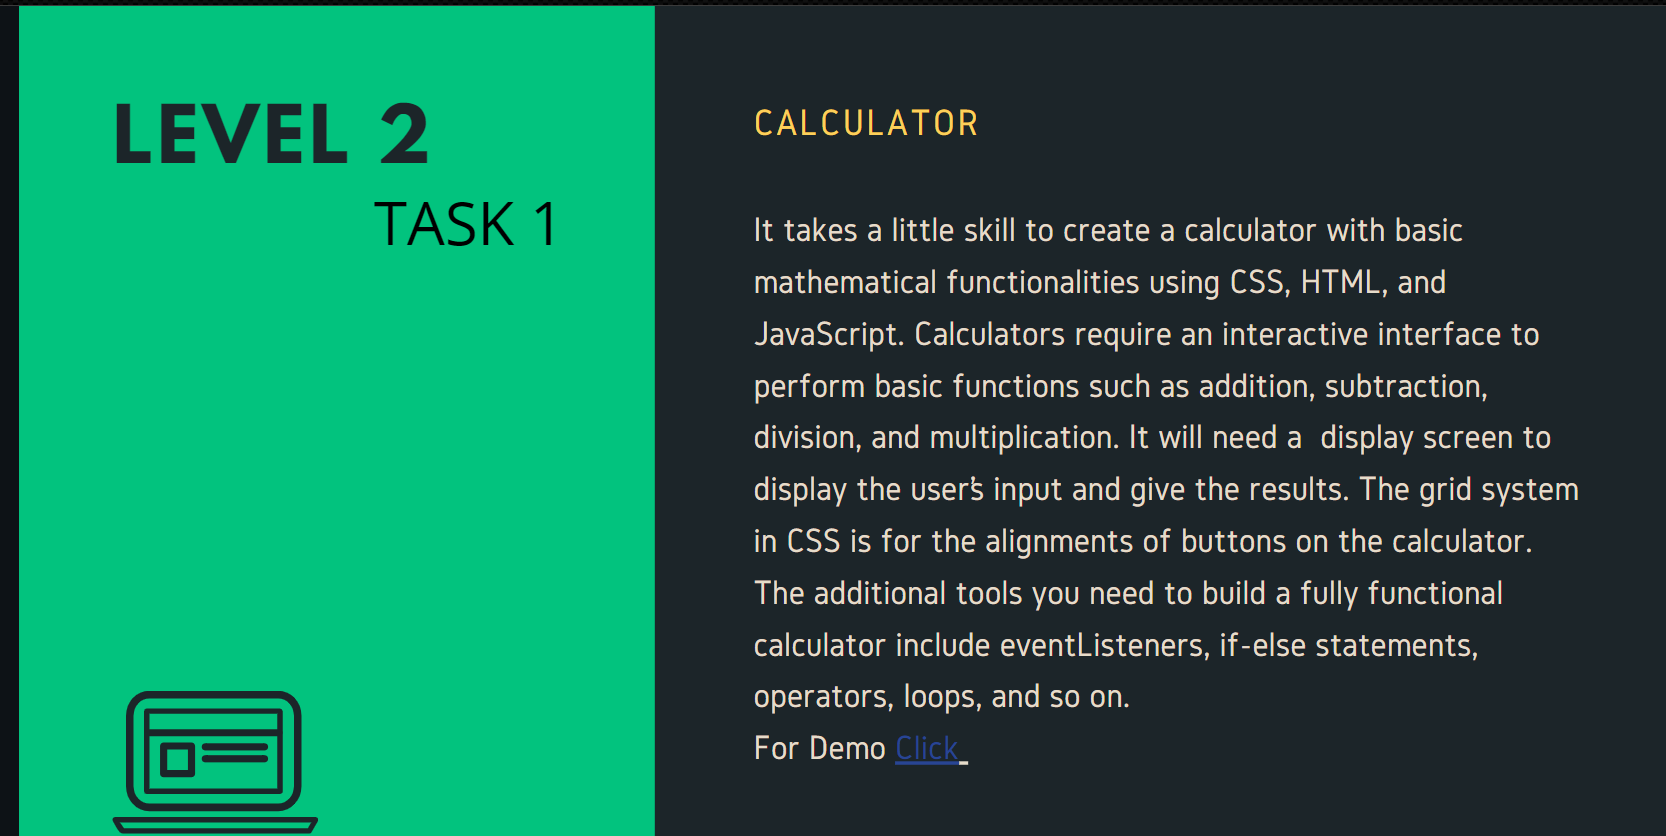 LEVEL 2
TASK 1
CALCULATOR
It takes a little skill to create a calculator with basic
mathematical functionalities using CSS, HTML, and
JavaScript. Calculators require an interactive interface to
perform basic functions such as addition, subtraction,
division, and multiplication. It will need a  display screen to
display the user's input and give the results. The grid system
in CSS is for the alignments of buttons on the calculator.
The additional tools you need to build a fully functional
calculator include eventListeners, if-else statements,
operators, loops, and so on.
For Demo Click